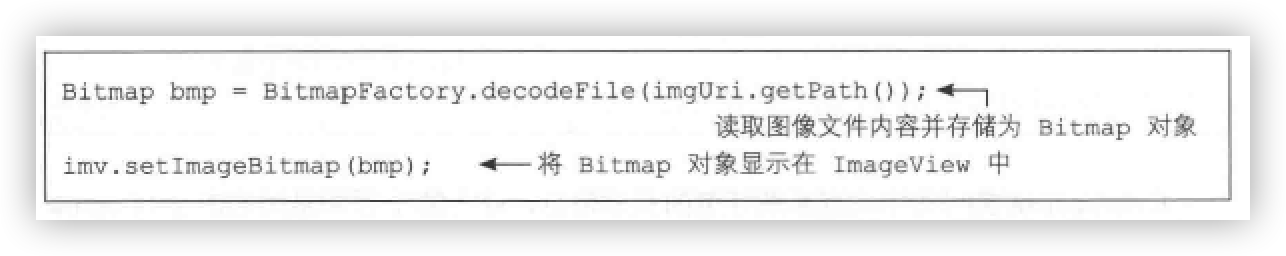 Bitmap bmp = BitmapFactory.decodeFile(imgUri.getPath());
读取图像文件内容并存储为 Bitmap 对象
imv.setImageBitmap(bmp); 将 Bitmap 对象显示在 ImageView 中